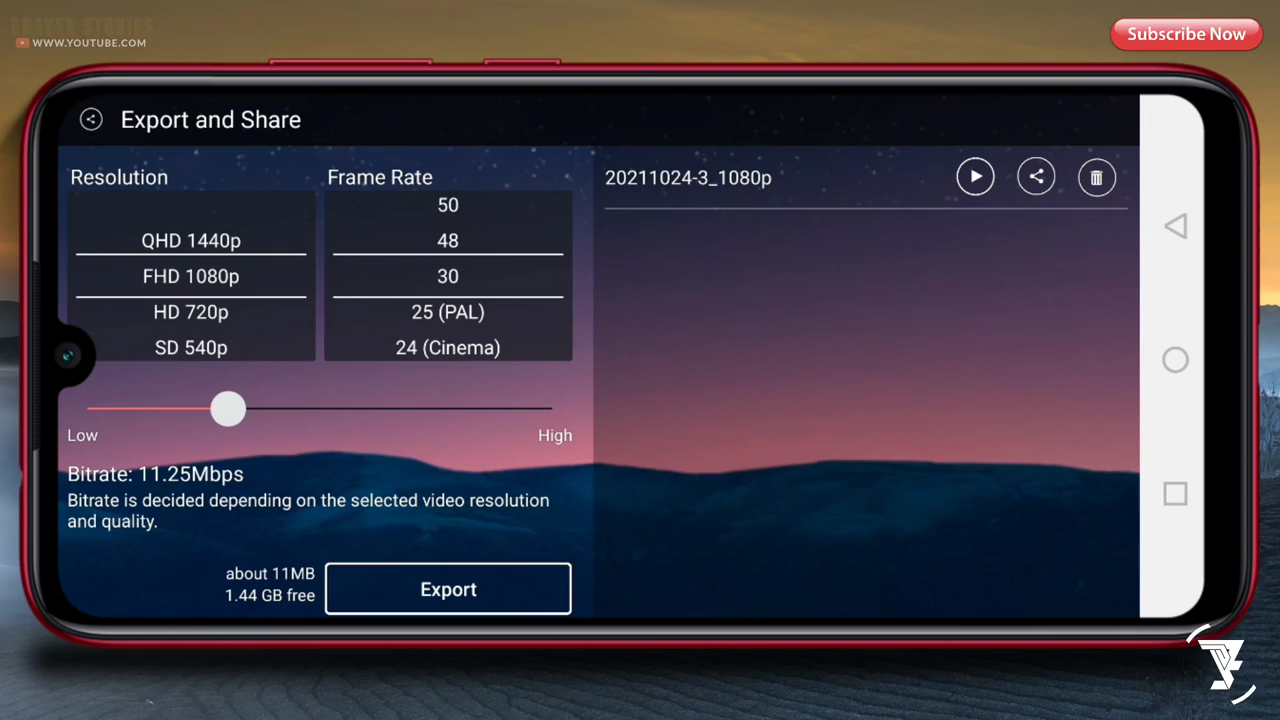 WWW.YOUTUBE.COM
Subscribe Now
Export and Share
Resolution
Frame Rate
20211024-3_1080p
50
QHD 1440p
48
FHD 1080p
30
HD 720p
25 (PAL)
SD 540p
24 (Cinema)
Low
High
Bitrate: 11.25Mbps
Bitrate is decided depending on the selected video resolution
and quality.
about 11MB
1.44 GB free
Export